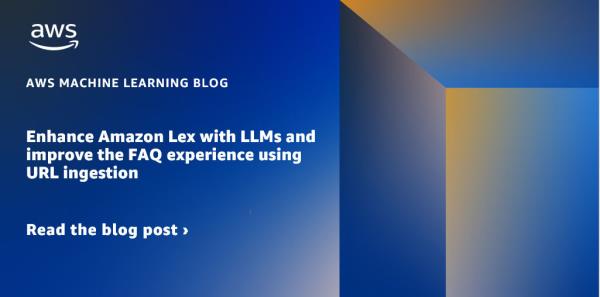 aws
AWS MACHINE LEARNING BLOG
Enhance Amazon Lex with LLMs and
improve the FAQ experience using
URL ingestion
Read the blog post ›